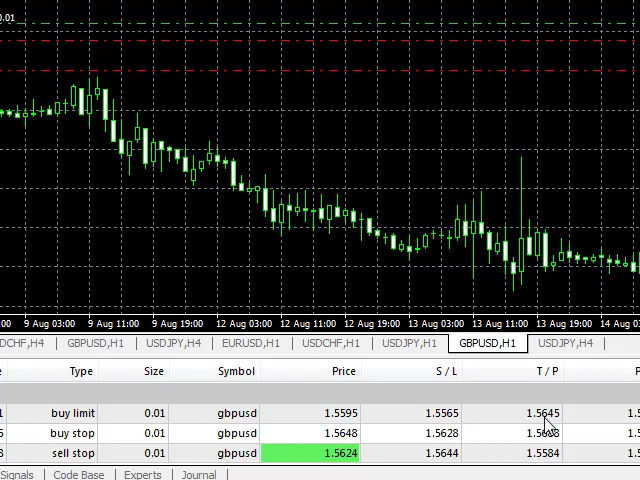 0.01
:00 9 Aug 03:00 9 Aug 11:00 9 Aug 19:00 12 Aug 03:00 12 Aug 11:00 12 Aug 19:00 13 Aug 03:00 13 Aug 11:00 13 Aug 19:00 14 Aug 03
DCHF,H4 GBPUSD,H1 USDJPY,H4 EURUSD,H1 USDCHF,H1 USDJPY,H1 GBPUSD,H1 USDJPY,H4
Type Size Symbol Price S / L T / P
buy limit 0.01 gbpusd 1.5595 1.5565 1.5645
buy stop 0.01 gbpusd 1.5648 1.5628
sell stop 0.01 gbpusd 1.5624 1.5644 1.5584
Signals Code Base Experts Journal